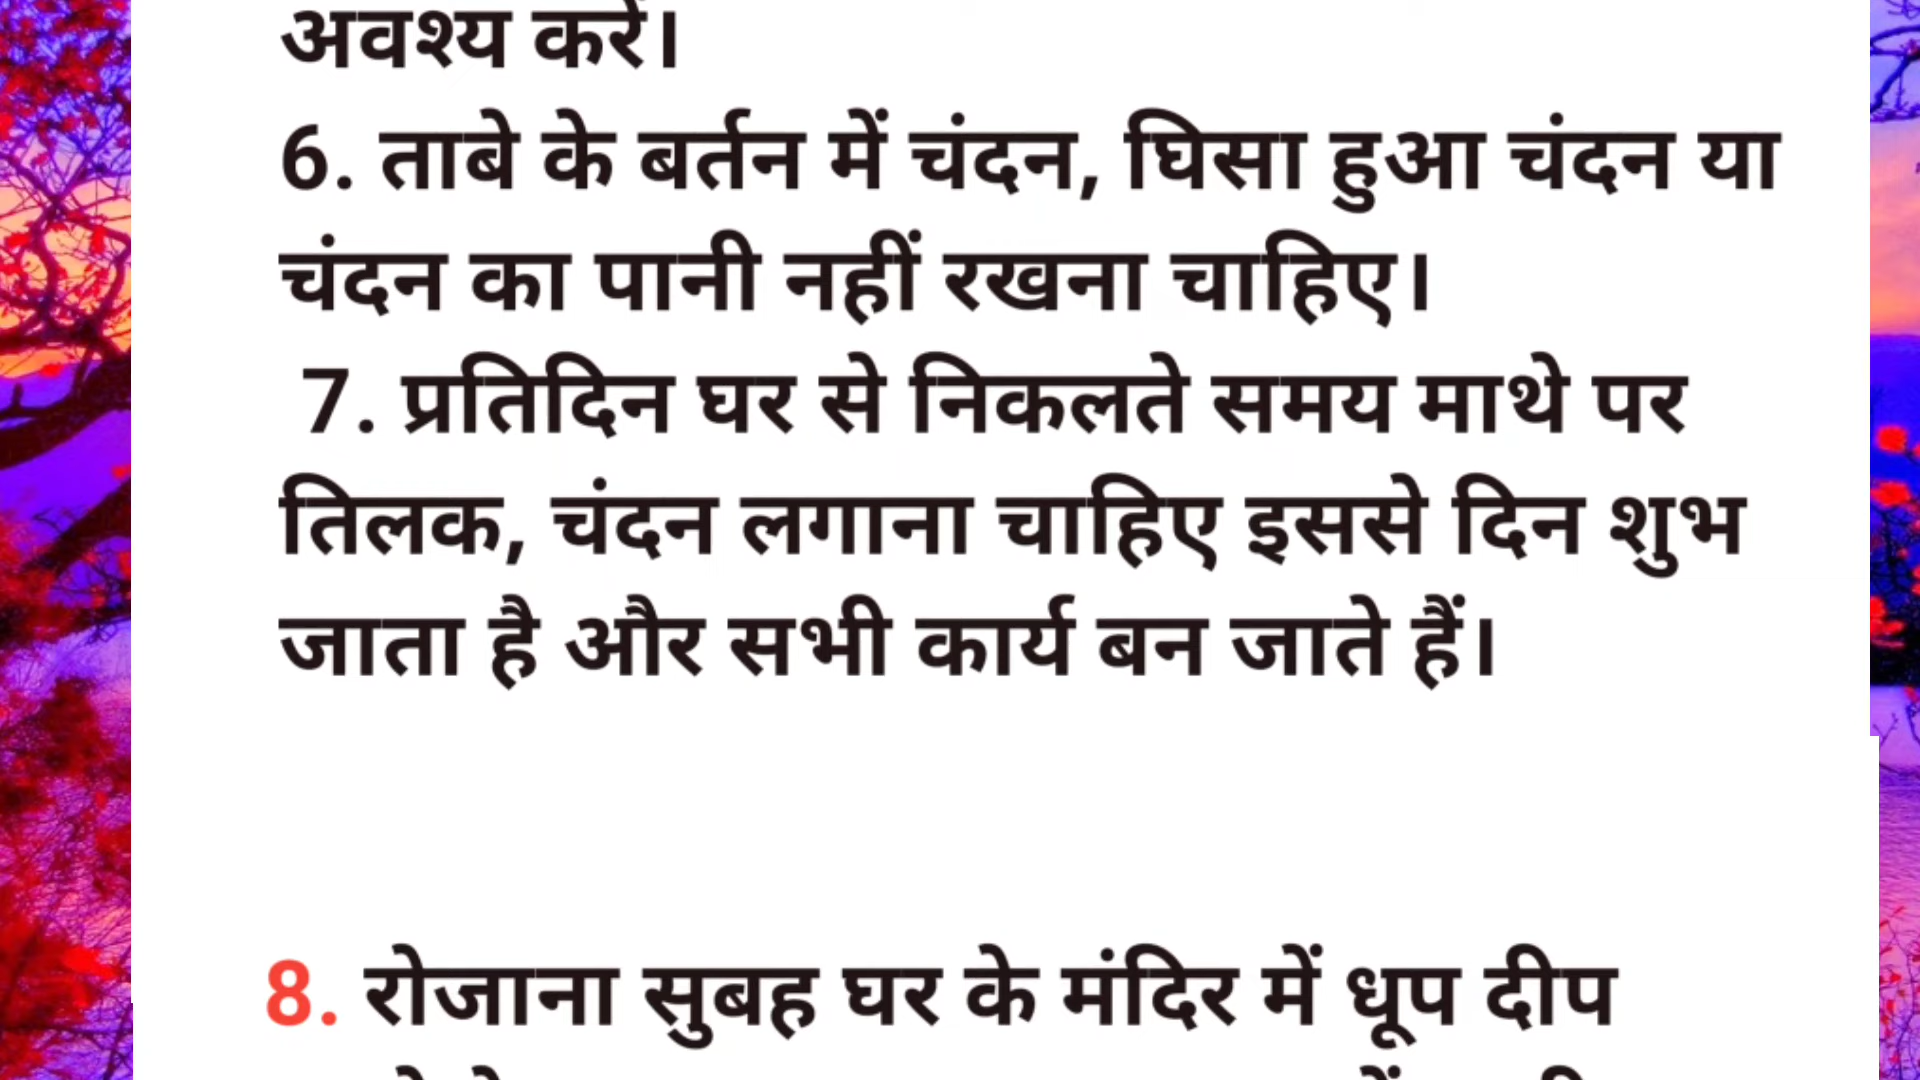 अवश्य करें।
6. ताबे के बर्तन में चंदन, घिसा हुआ चंदन या
चंदन का पानी नहीं रखना चाहिए।
7. प्रतिदिन घर से निकलते समय माथे पर
तिलक, चंदन लगाना चाहिए इससे दिन शुभ
जाता है और सभी कार्य बन जाते हैं।
8. रोजाना सुबह घर के मंदिर में धूप दीप